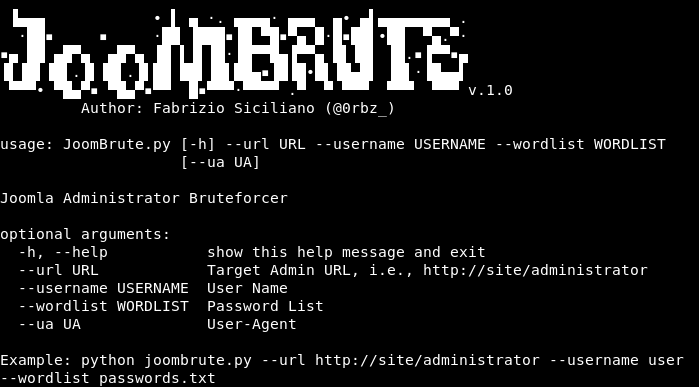 JooMBRUTE
v.1.0
Author: Fabrizio Siciliano (@0rbz_)
usage: JoomBrute.py [-h] --url URL --username USERNAME --wordlist WORDLIST
[--ua UA]
Joomla Administrator Bruteforcer
optional arguments:
-h, --help show this help message and exit
--url URL Target Admin URL, i.e., http://site/administrator
--username USERNAME User Name
--wordlist WORDLIST Password List
--ua UA User-Agent
Example: python joombrute.py --url http://site/administrator --username user
--wordlist passwords.txt